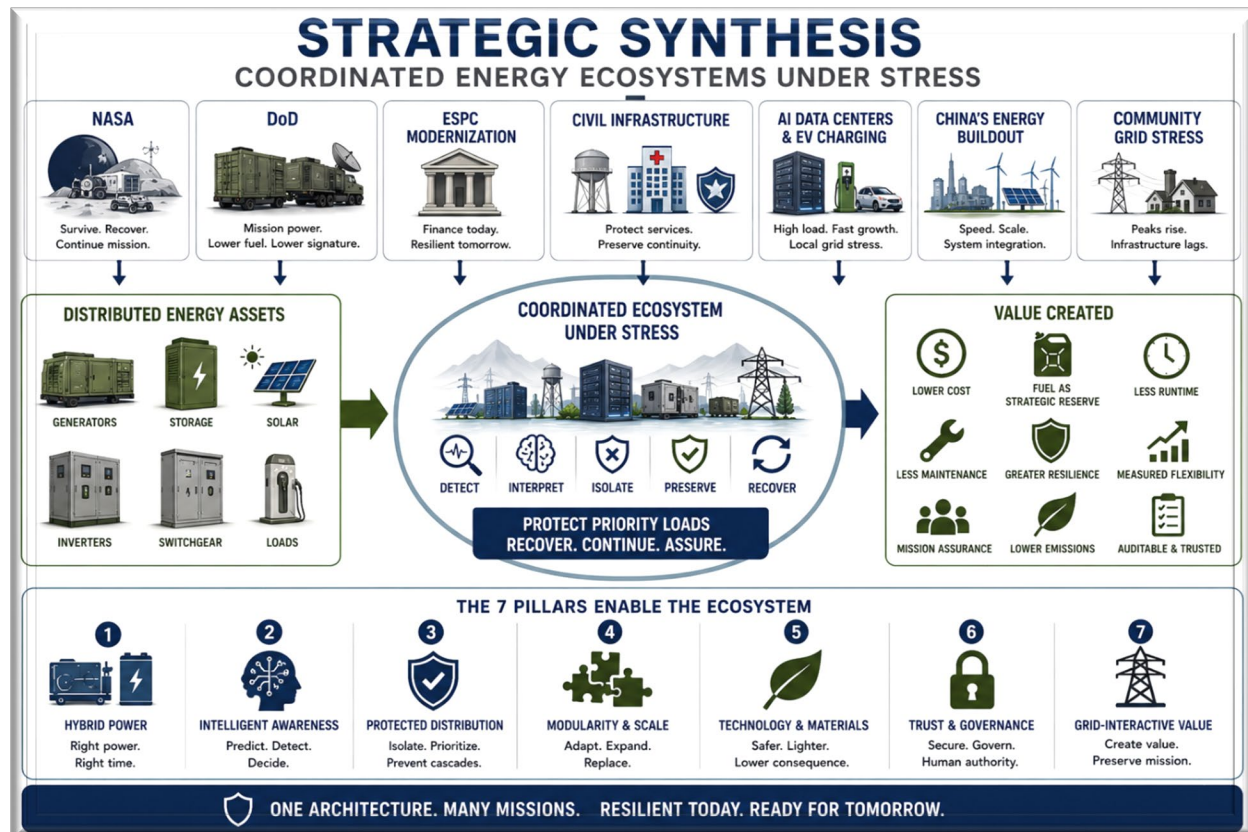 STRATEGIC SYNTHESIS
COORDINATED ENERGY ECOSYSTEMS UNDER STRESS
NASA
Survive. Recover.
Continue mission.
DoD
Mission power.
Lower fuel. Lower signature.
ESPC
MODERNIZATION
Finance today.
Resilient tomorrow.
CIVIL INFRASTRUCTURE
Protect services.
Preserve continuity.
AI DATA CENTERS
& EV CHARGING
High load. Fast growth.
Local grid stress.
CHINA'S ENERGY
BUILDOUT
Speed. Scale.
System integration.
COMMUNITY
GRID STRESS
Peaks rise.
Infrastructure lags.
DISTRIBUTED ENERGY ASSETS
GENERATORS
STORAGE
SOLAR
INVERTERS
SWITCHGEAR
LOADS
COORDINATED ECOSYSTEM
UNDER STRESS
DETECT
INTERPRET
ISOLATE
PRESERVE
RECOVER
PROTECT PRIORITY LOADS
RECOVER. CONTINUE. ASSURE.
VALUE CREATED
$
LOWER COST
FUEL AS
STRATEGIC RESERVE
LESS RUNTIME
LESS MAINTENANCE
GREATER RESILIENCE
MEASURED FLEXIBILITY
MISSION ASSURANCE
LOWER EMISSIONS
AUDITABLE & TRUSTED
THE 7 PILLARS ENABLE THE ECOSYSTEM
1
HYBRID POWER
Right power.
Right time.
2
INTELLIGENT AWARENESS
Predict. Detect.
Decide.
3
PROTECTED DISTRIBUTION
Isolate. Prioritize.
Prevent cascades.
4
MODULARITY & SCALE
Adapt. Expand.
Replace.
5
TECHNOLOGY & MATERIALS
Safer. Lighter.
Lower consequence.
6
TRUST & GOVERNANCE
Secure. Govern.
Human authority.
7
GRID-INTERACTIVE VALUE
Create value.
Preserve mission.
ONE ARCHITECTURE. MANY MISSIONS. RESILIENT TODAY. READY FOR TOMORROW.